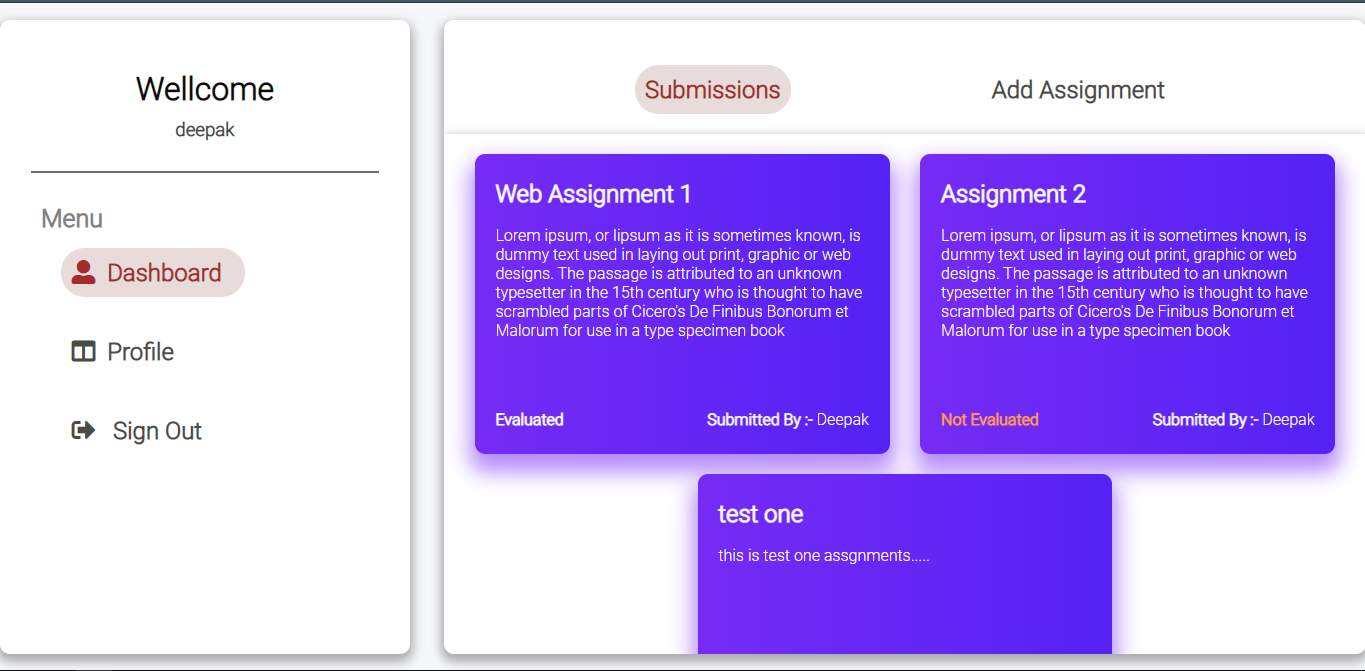 Wellcome
deepak
Menu
Dashboard
Profile
Sign Out
Submissions
Add Assignment
Web Assignment 1
Lorem ipsum, or lipsum as it is sometimes known, is
dummy text used in laying out print, graphic or web
designs. The passage is attributed to an unknown
typesetter in the 15th century who is thought to have
scrambled parts of Cicero's De Finibus Bonorum et
Malorum for use in a type specimen book
Evaluated
Submitted By :- Deepak
Assignment 2
Lorem ipsum, or lipsum as it is sometimes known, is
dummy text used in laying out print, graphic or web
designs. The passage is attributed to an unknown
typesetter in the 15th century who is thought to have
scrambled parts of Cicero's De Finibus Bonorum et
Malorum for use in a type specimen book
Not Evaluated
Submitted By :- Deepak
test one
this is test one assgnments.....